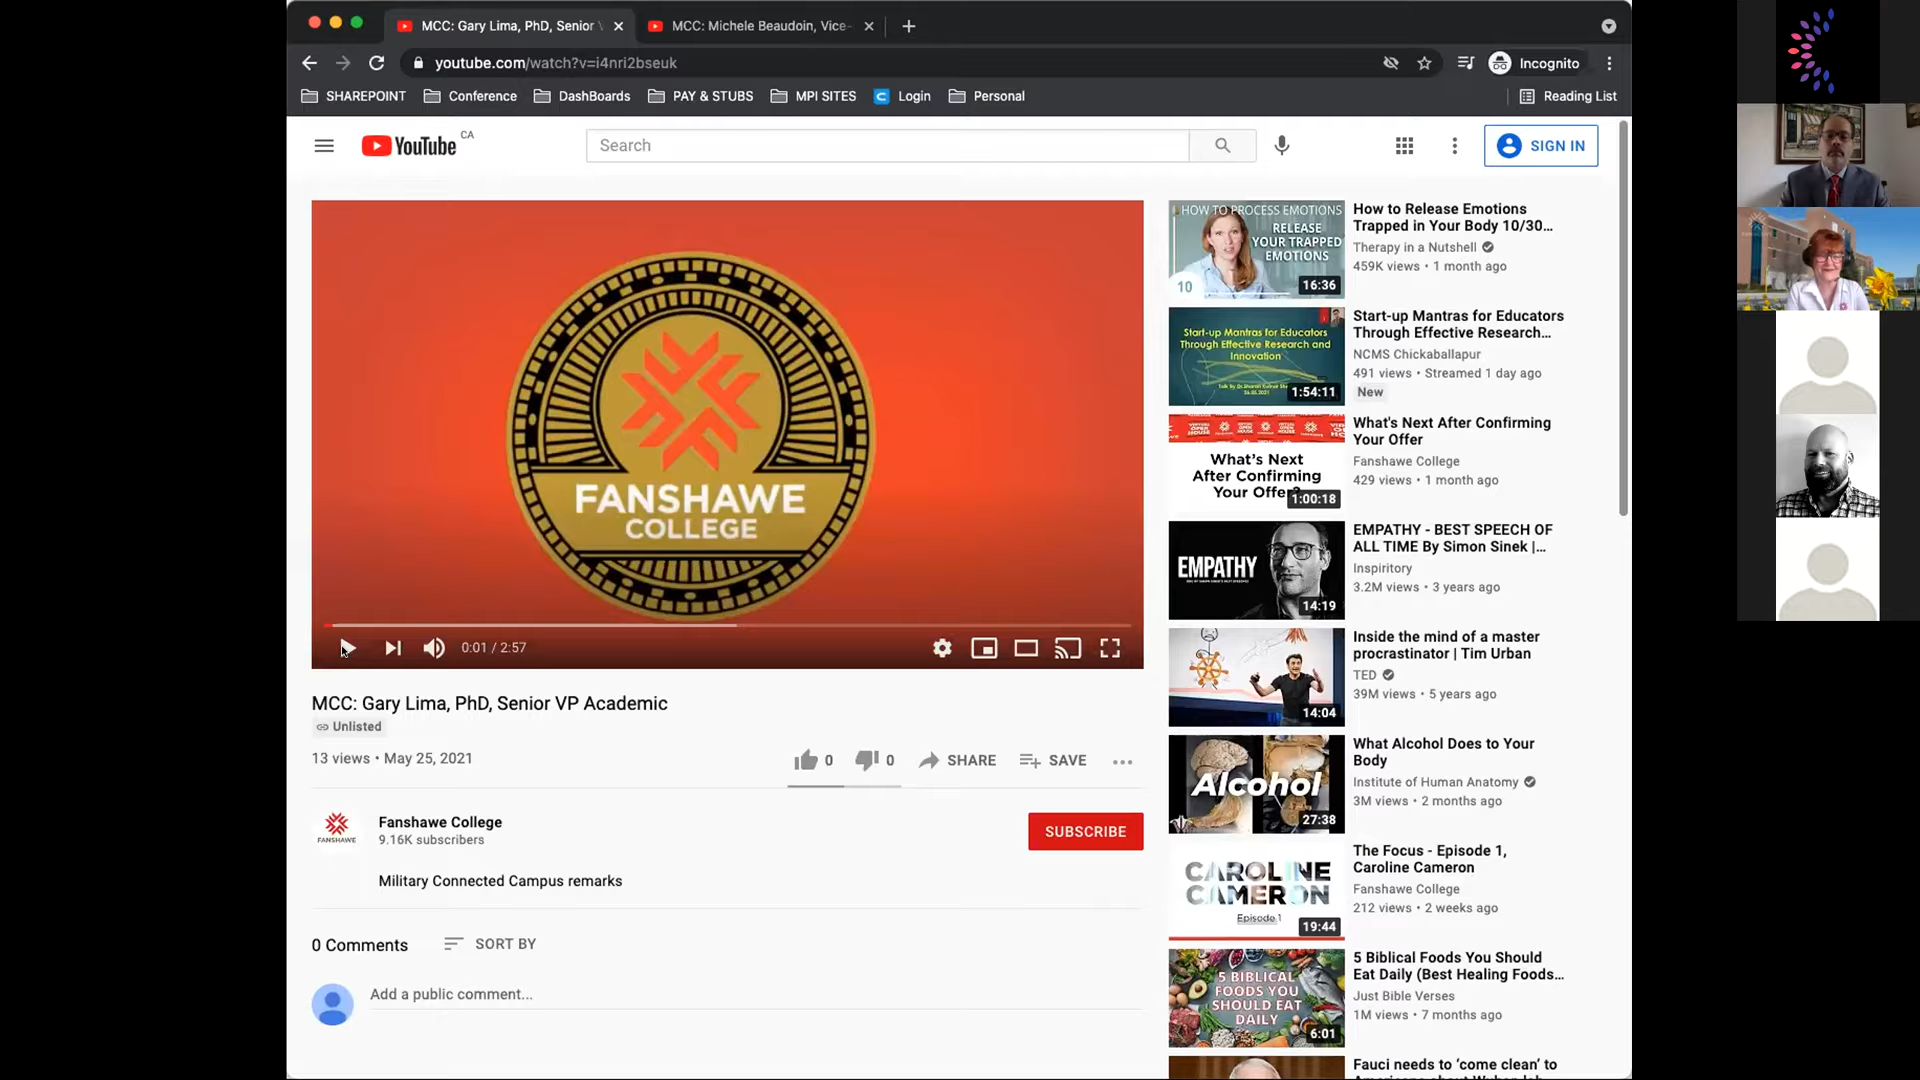 MCC: Gary Lima, PhD, Senior V
MCC: Michele Beaudoin, Vice-
youtube.com/watch?v=i4nri2bseuk
Incognito
SHAREPOINT
Conference
DashBoards
PAY & STUBS
MPI SITES
Login
Personal
Reading List
YouTube CA
Search
SIGN IN
FANSHAWE
COLLEGE
0:01 / 2:57
MCC: Gary Lima, PhD, Senior VP Academic
Unlisted
13 views • May 25, 2021
0
0
SHARE
SAVE
FANSHAWE
Fanshawe College
9.16K subscribers
SUBSCRIBE
Military Connected Campus remarks
0 Comments
SORT BY
Add a public comment...
HOW TO PROCESS EMOTIONS
RELEASE
YOUR TRAPPED
EMOTIONS
10
16:36
How to Release Emotions
Trapped in Your Body 10/30...
Therapy in a Nutshell
459K views • 1 month ago
Start-up Mantras for Educators
Through Effective Research and
Innovation
1:54:11
Start-up Mantras for Educators
Through Effective Research...
NCMS Chickaballapur
491 views • Streamed 1 day ago
New
What's Next
After Confirming
Your Offer?
1:00:18
What's Next After Confirming
Your Offer
Fanshawe College
429 views • 1 month ago
EMPATHY
14:19
EMPATHY - BEST SPEECH OF
ALL TIME By Simon Sinek |...
Inspiritory
3.2M views • 3 years ago
14:04
Inside the mind of a master
procrastinator | Tim Urban
TED
39M views • 5 years ago
Alcohol
27:38
What Alcohol Does to Your
Body
Institute of Human Anatomy
3M views • 2 months ago
CAROLINE
CAMERON
Episode 1
19:44
The Focus - Episode 1,
Caroline Cameron
Fanshawe College
212 views • 2 weeks ago
5 BIBLICAL
FOODS YOU
SHOULD EAT
DAILY
6:01
5 Biblical Foods You Should
Eat Daily (Best Healing Foods...
Just Bible Verses
1M views • 7 months ago
Fauci needs to ‘come clean’ to